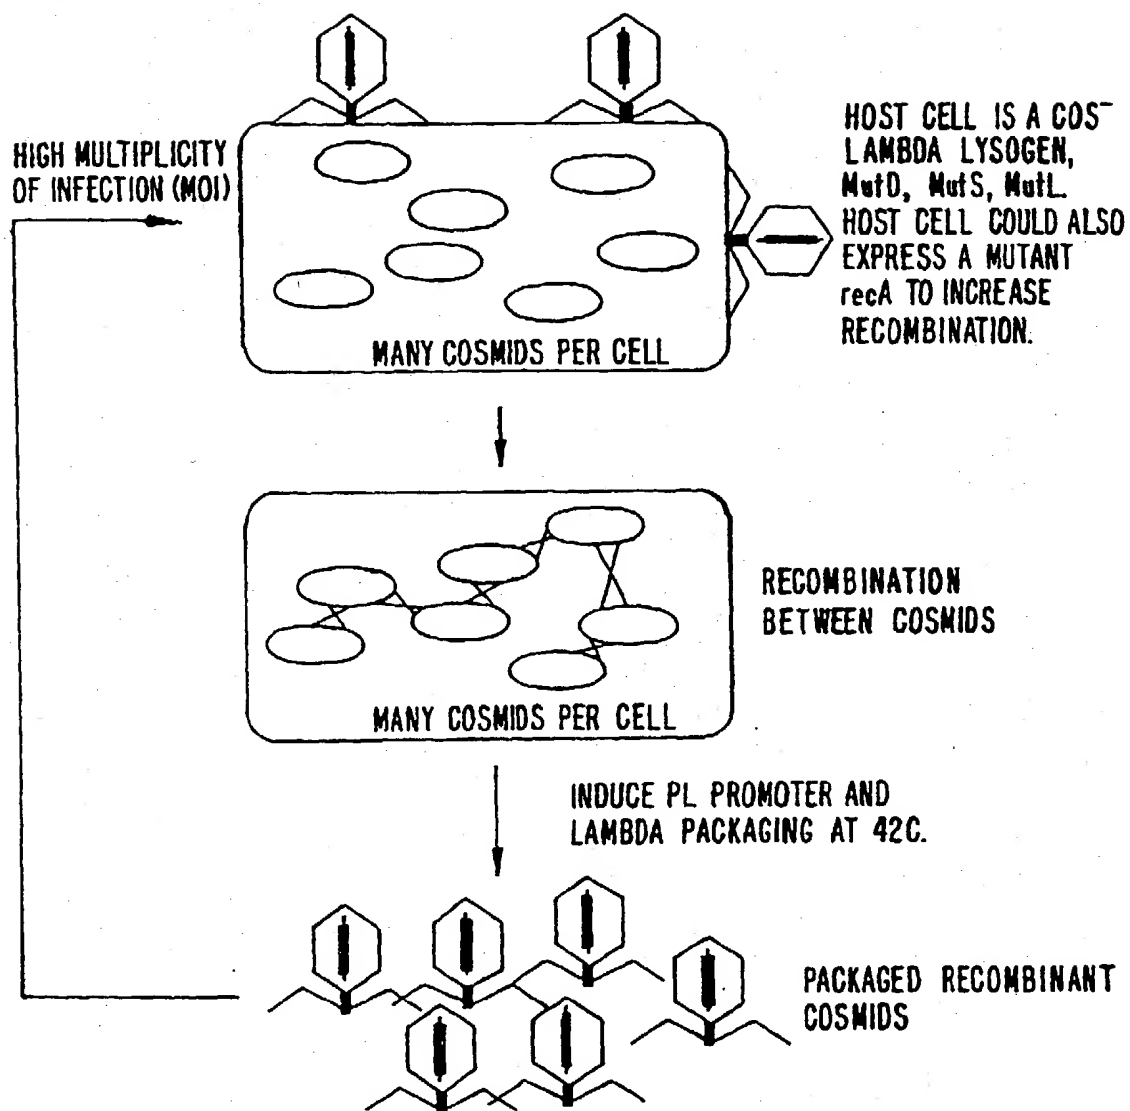 HIGH MULTIPLICITY
OF INFECTION (MOI)
HOST CELL IS A COS⁻
LAMBDA LYSOGEN,
MutD, MutS, MutL.
HOST CELL COULD ALSO
EXPRESS A MUTANT
recA TO INCREASE
RECOMBINATION.
MANY COSMIDS PER CELL
RECOMBINATION
BETWEEN COSMIDS
MANY COSMIDS PER CELL
INDUCE PL PROMOTER AND
LAMBDA PACKAGING AT 42C.
PACKAGED RECOMBINANT
COSMIDS